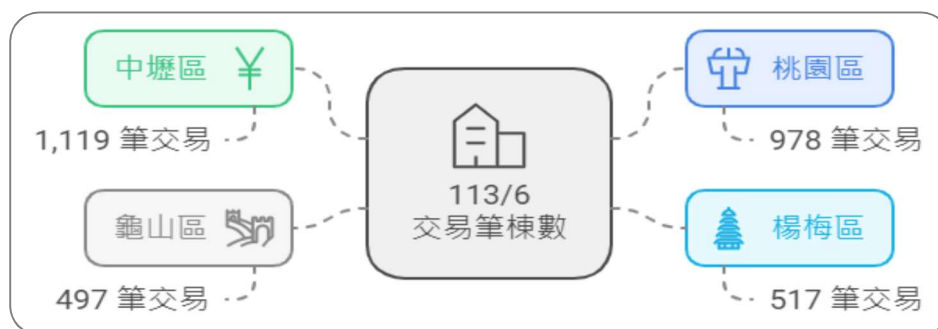 中壢區
1,119 筆交易
龜山區
497 筆交易
113/6
交易筆棟數
桃園區
978 筆交易
楊梅區
517 筆交易